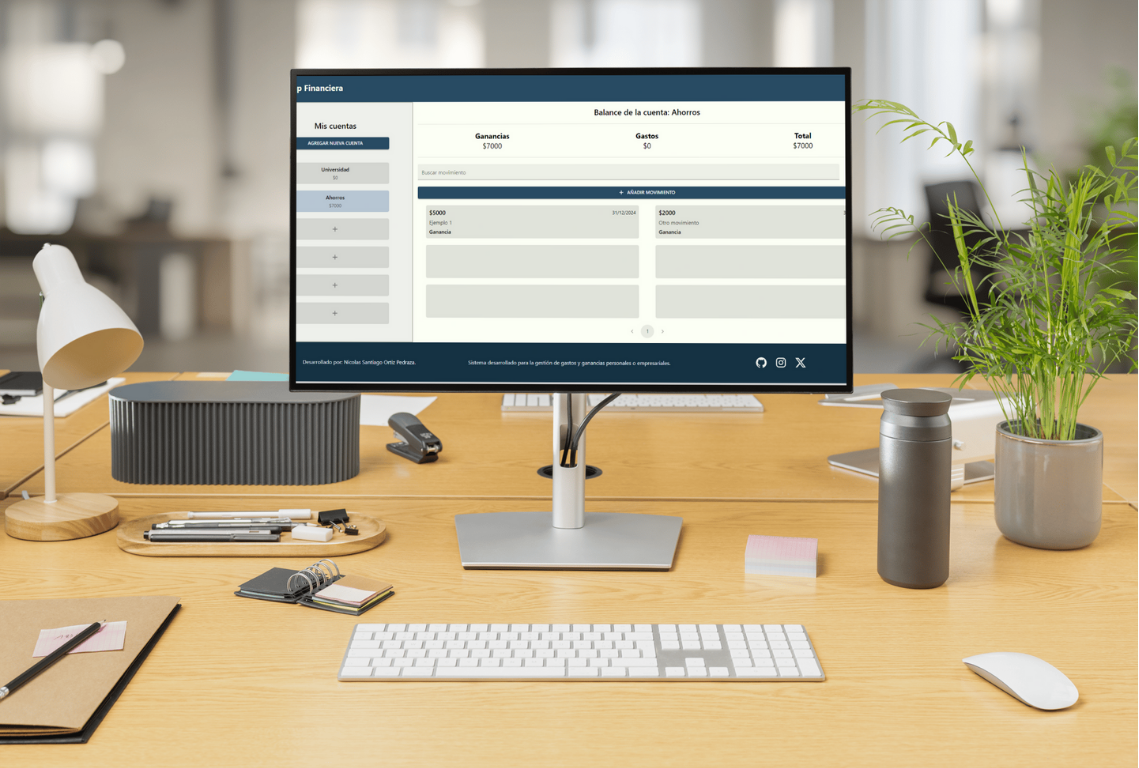 p Financiera
Mis cuentas
AGREGAR NUEVA CUENTA
Universidad
$0
Ahorros
$7000
+
+
+
+
Balance de la cuenta: Ahorros
Ganancias
$7000
Gastos
$0
Total
$7000
Buscar movimiento
+ AÑADIR MOVIMIENTO
$5000
31/12/2024
Ejemplo 1
Ganancia
$2000
Otro movimiento
Ganancia
‹ 1 ›
Desarrollado por: Nicolas Santiago Ortiz Pedraza.
Sistema desarrollado para la gestión de gastos y ganancias personales o empresariales.